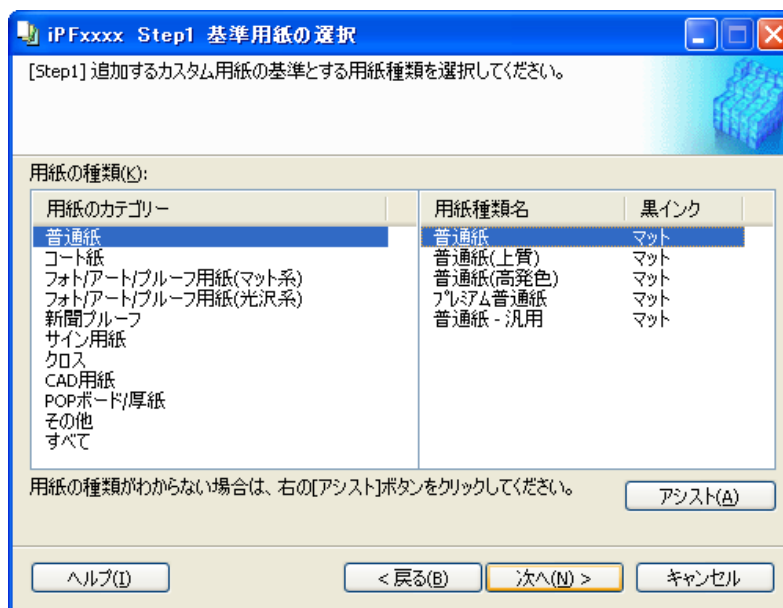 iPFxxxx Step1 基準用紙の選択
[Step1] 追加するカスタム用紙の基準とする用紙種類を選択してください。
用紙の種類(K):
用紙のカテゴリー
普通紙
コート紙
フォト/アート/プルーフ用紙(マット系)
フォト/アート/プルーフ用紙(光沢系)
新聞プルーフ
サイン用紙
クロス
CAD用紙
POPボード/厚紙
その他
すべて
用紙種類名 黒インク
普通紙 マット
普通紙(上質) マット
普通紙(高発色) マット
プレミアム普通紙 マット
普通紙 - 汎用 マット
用紙の種類がわからない場合は、右の[アシスト]ボタンをクリックしてください。
アシスト(A)
ヘルプ(I) < 戻る(B) 次へ(N) > キャンセル